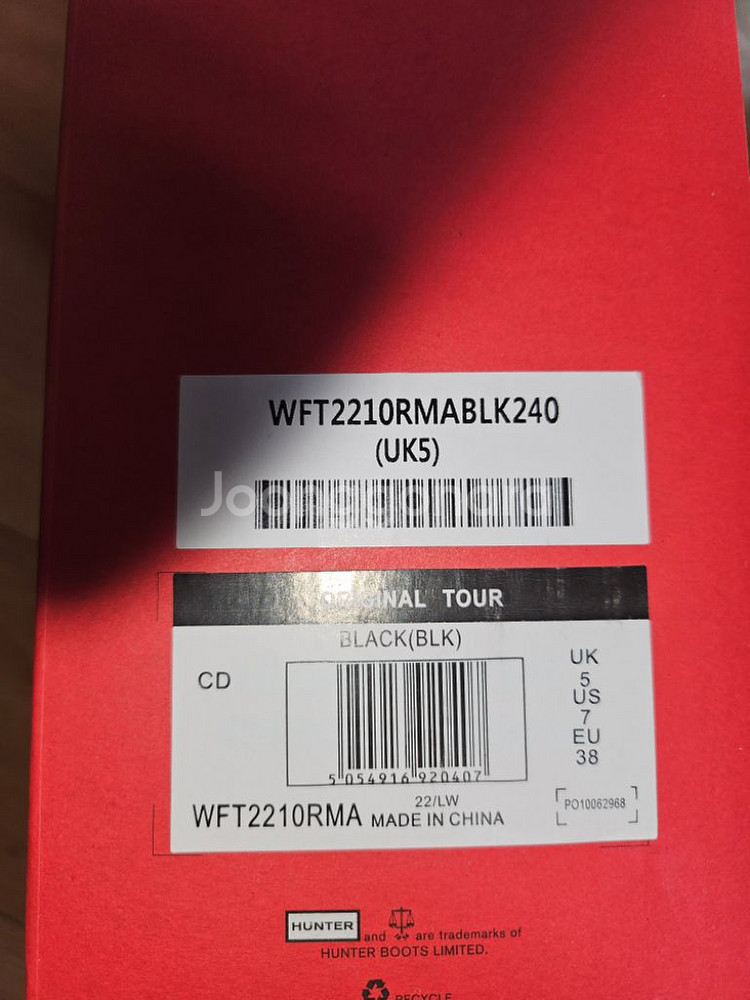 WFT2210RMABLK240
(UK5)
Joonggonara
ORIGINAL TOUR
BLACK(BLK)
CD
UK
5
US
7
EU
38
5 054916 920407
WFT2210RMA
22/LW
MADE IN CHINA
PO10062968
HUNTER and are trademarks of
HUNTER BOOTS LIMITED.
RECYCLE